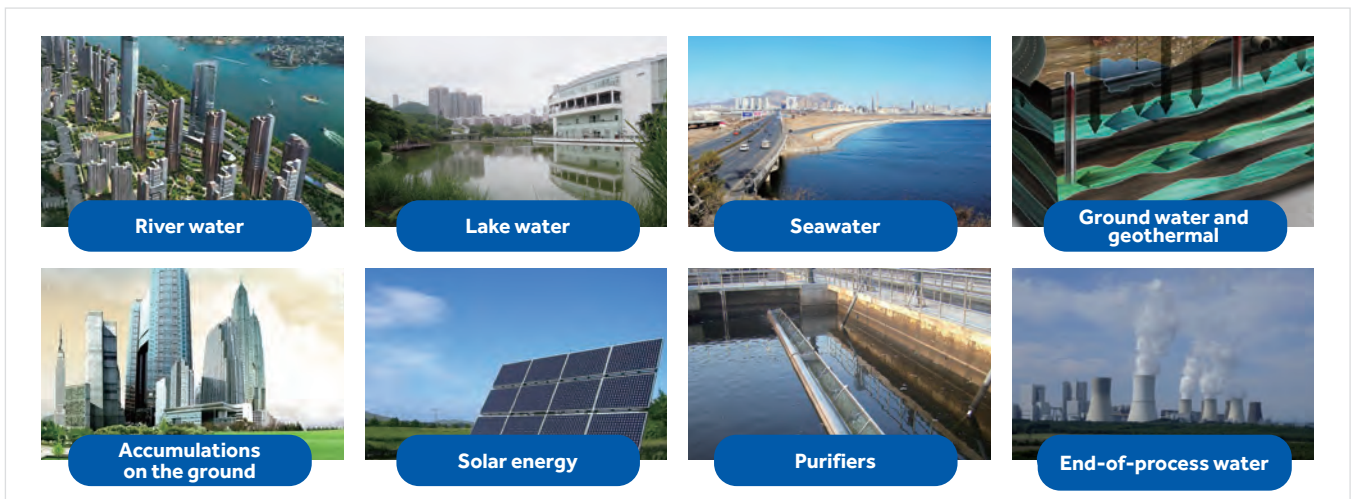 River water
Lake water
Seawater
Ground water and
geothermal
Accumulations
on the ground
Solar energy
Purifiers
End-of-process water